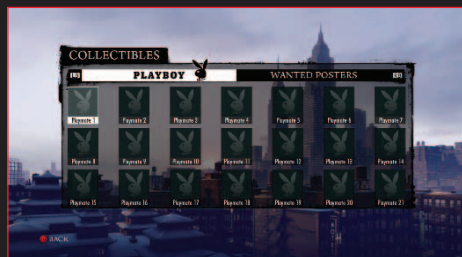 COLLECTIBLES
PLAYBOY WANTED POSTERS
Playmate 1 Playmate 2 Playmate 3 Playmate 4 Playmate 5 Playmate 6 Playmate 7
Playmate 8 Playmate 9 Playmate 10 Playmate 11 Playmate 12 Playmate 13 Playmate 14
Playmate 15 Playmate 16 Playmate 17 Playmate 18 Playmate 19 Playmate 20 Playmate 21
BACK